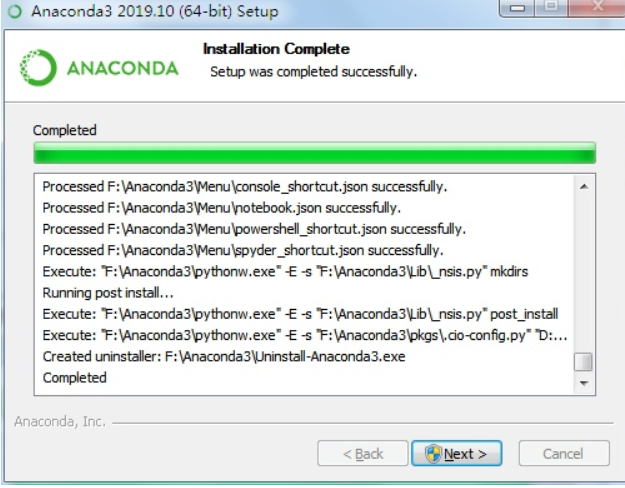 Anaconda3 2019.10 (64-bit) Setup
ANACONDA
Installation Complete
Setup was completed successfully.
Completed
Processed F:\Anaconda3\Menu\console_shortcut.json successfully.
Processed F:\Anaconda3\Menu\notebook.json successfully.
Processed F:\Anaconda3\Menu\powershell_shortcut.json successfully.
Processed F:\Anaconda3\Menu\spyder_shortcut.json successfully.
Execute: "F:\Anaconda3\pythonw.exe" -E -s "F:\Anaconda3\Lib\_nsis.py" mkdirs
Running post install...
Execute: "F:\Anaconda3\pythonw.exe" -E -s "F:\Anaconda3\Lib\_nsis.py" post_install
Execute: "F:\Anaconda3\pythonw.exe" -E -s "F:\Anaconda3\pkgs\.cio-config.py" "D:...
Created uninstaller: F:\Anaconda3\Uninstall-Anaconda3.exe
Completed
Anaconda, Inc.
< Back
Next >
Cancel